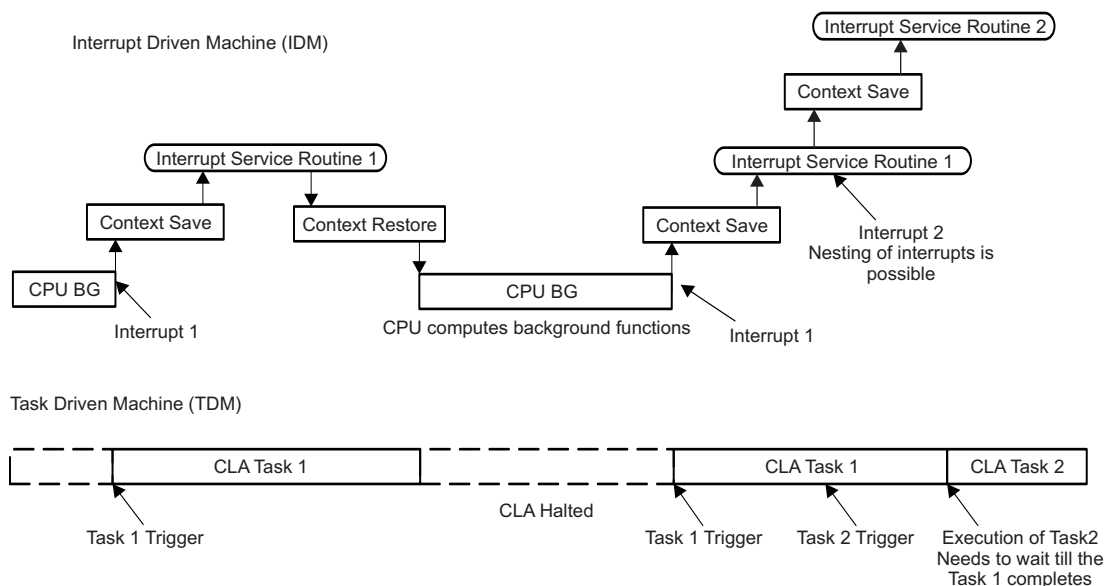 Interrupt Driven Machine (IDM)
Interrupt Service Routine 2
Context Save
Interrupt Service Routine 1
Interrupt Service Routine 1
Context Save
Context Restore
Context Save
Interrupt 2
Nesting of interrupts is
possible
CPU BG
CPU BG
Interrupt 1
CPU computes background functions
Interrupt 1
Task Driven Machine (TDM)
CLA Task 1
CLA Task 1
CLA Task 2
CLA Halted
Task 1 Trigger
Task 1 Trigger
Task 2 Trigger
Execution of Task2
Needs to wait till the
Task 1 completes